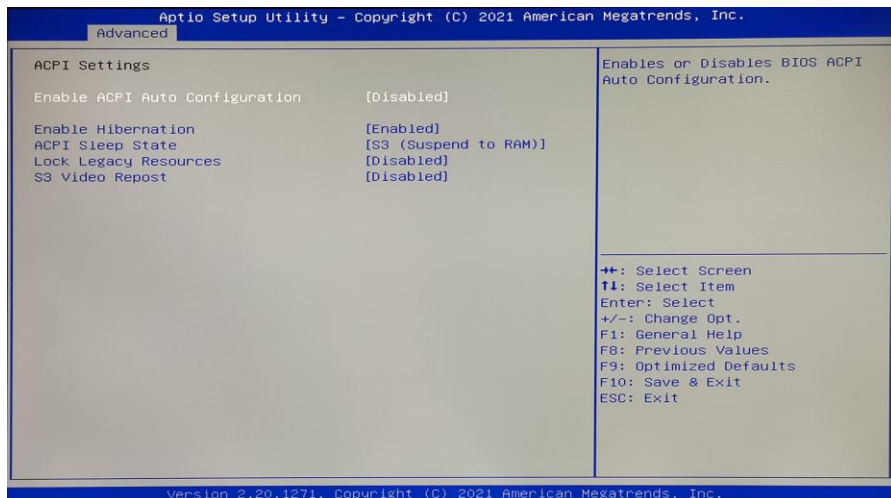 Aptio Setup Utility – Copyright (C) 2021 American Megatrends, Inc.
Advanced
ACPI Settings
Enable ACPI Auto Configuration [Disabled]
Enable Hibernation [Enabled]
ACPI Sleep State [S3 (Suspend to RAM)]
Lock Legacy Resources [Disabled]
S3 Video Repost [Disabled]
Enables or Disables BIOS ACPI
Auto Configuration.
→←: Select Screen
↑↓: Select Item
Enter: Select
+/-: Change Opt.
F1: General Help
F8: Previous Values
F9: Optimized Defaults
F10: Save & Exit
ESC: Exit
Version 2.20.1271. Copyright (C) 2021 American Megatrends, Inc.